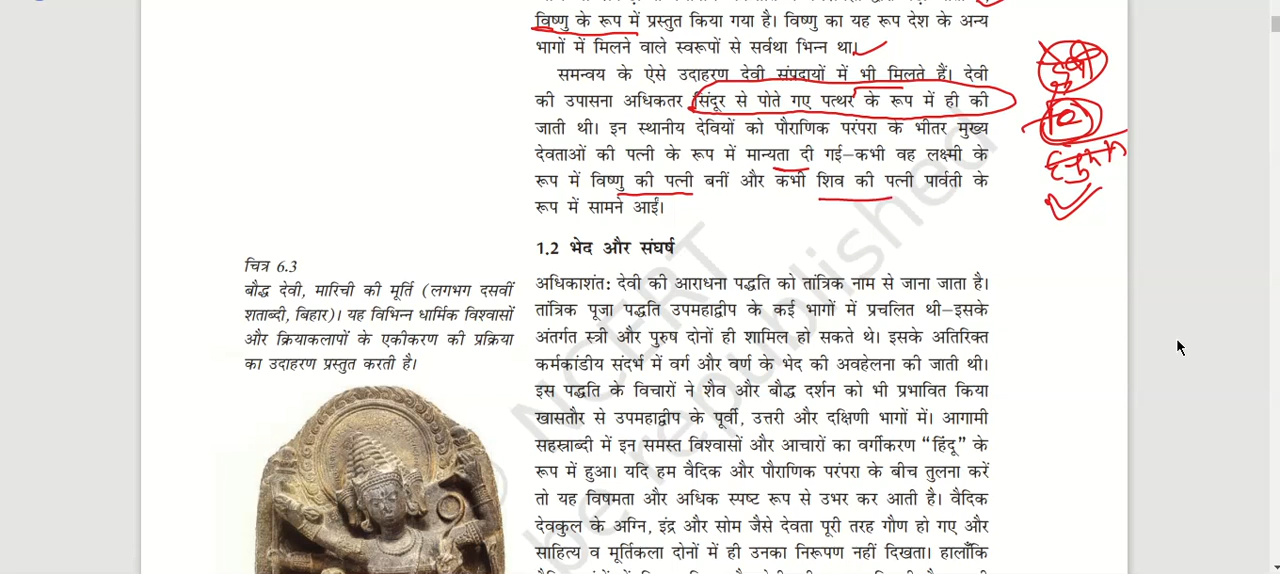 विष्णु के रूप में प्रस्तुत किया गया है। विष्णु का यह रूप देश के अन्य
भागों में मिलने वाले स्वरूपों से सर्वथा भिन्न था।
समन्वय के ऐसे उदाहरण देवी संप्रदायों में भी मिलते हैं। देवी
की उपासना अधिकतर सिंदूर से पोते गए पत्थर के रूप में ही की
जाती थी। इन स्थानीय देवियों को पौराणिक परंपरा के भीतर मुख्य
देवताओं की पत्नी के रूप में मान्यता दी गई—कभी वह लक्ष्मी के
रूप में विष्णु की पत्नी बनीं और कभी शिव की पत्नी पार्वती के
रूप में सामने आईं।
1.2 भेद और संघर्ष
अधिकाशंत: देवी की आराधना पद्धति को तांत्रिक नाम से जाना जाता है।
तांत्रिक पूजा पद्धति उपमहाद्वीप के कई भागों में प्रचलित थी—इसके
अंतर्गत स्त्री और पुरुष दोनों ही शामिल हो सकते थे। इसके अतिरिक्त
कर्मकांडीय संदर्भ में वर्ग और वर्ण के भेद की अवहेलना की जाती थी।
इस पद्धति के विचारों ने शैव और बौद्ध दर्शन को भी प्रभावित किया
खासतौर से उपमहाद्वीप के पूर्वी, उत्तरी और दक्षिणी भागों में। आगामी
सहस्राब्दी में इन समस्त विश्वासों और आचारों का वर्गीकरण “हिंदू” के
रूप में हुआ। यदि हम वैदिक और पौराणिक परंपरा के बीच तुलना करें
तो यह विषमता और अधिक स्पष्ट रूप से उभर कर आती है। वैदिक
देवकुल के अग्नि, इंद्र और सोम जैसे देवता पूरी तरह गौण हो गए और
साहित्य व मूर्तिकला दोनों में ही उनका निरूपण नहीं दिखता। हालाँकि
चित्र 6.3
बौद्ध देवी, मारिची की मूर्ति (लगभग दसवीं
शताब्दी, बिहार)। यह विभिन्न धार्मिक विश्वासों
और क्रियाकलापों के एकीकरण की प्रक्रिया
का उदाहरण प्रस्तुत करती है।
NCERT
be republished